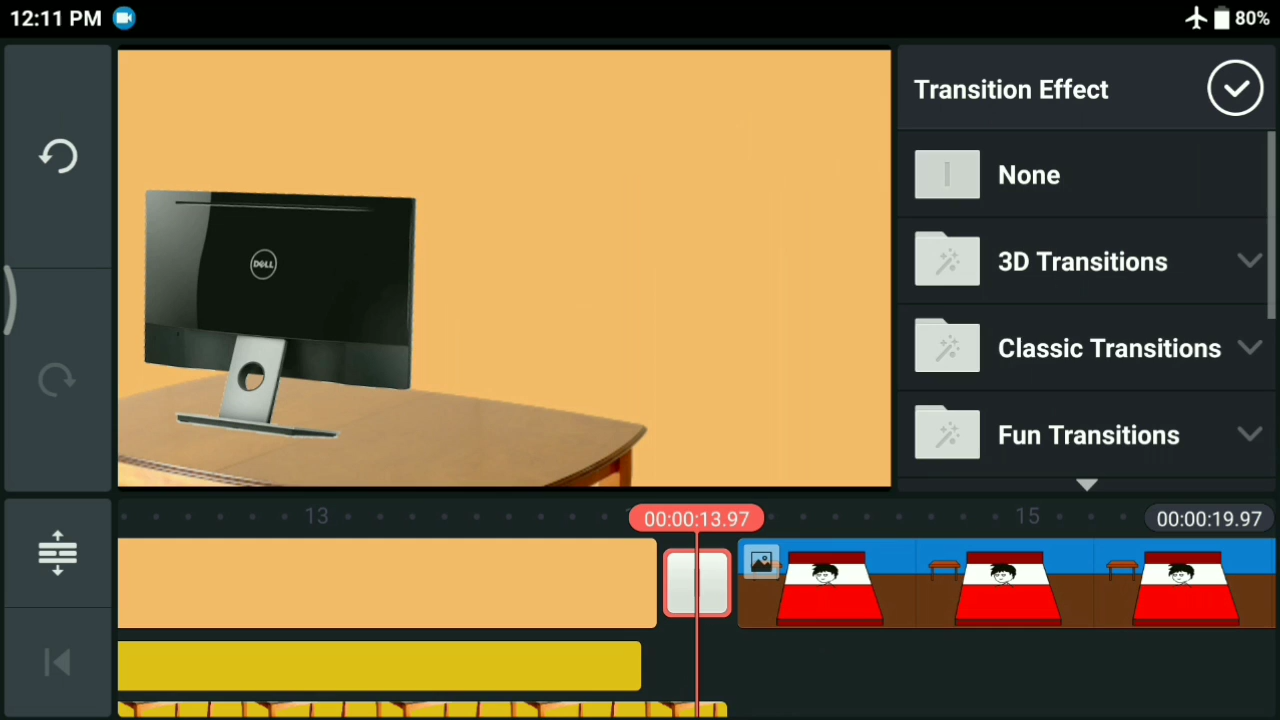 12:11 PM
80%
Transition Effect
None
3D Transitions
Classic Transitions
Fun Transitions
DELL
13
00:00:13.97
15
00:00:19.97